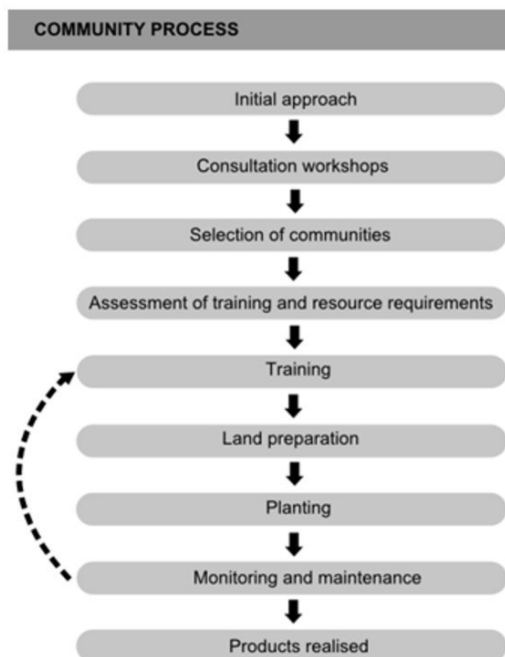 COMMUNITY PROCESS
Initial approach
Consultation workshops
Selection of communities
Assessment of training and resource requirements
Training
Land preparation
Planting
Monitoring and maintenance
Products realised